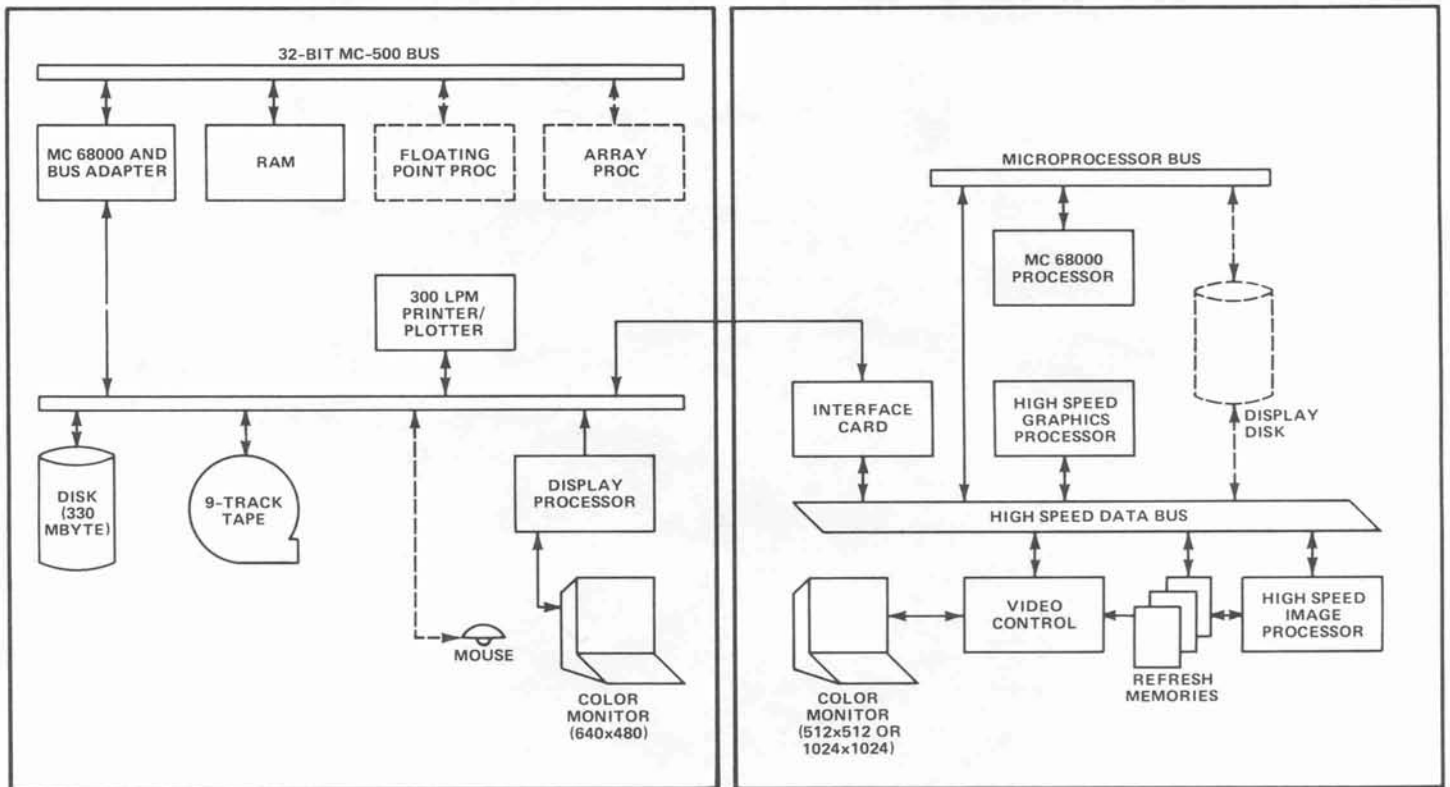 32-BIT MC-500 BUS
MC 68000 AND
BUS ADAPTER
RAM
FLOATING
POINT PROC
ARRAY
PROC
300 LPM
PRINTER/
PLOTTER
DISK
(330
MBYTE)
9-TRACK
TAPE
DISPLAY
PROCESSOR
MOUSE
COLOR
MONITOR
(640x480)
MICROPROCESSOR BUS
MC 68000
PROCESSOR
INTERFACE
CARD
HIGH SPEED
GRAPHICS
PROCESSOR
DISPLAY
DISK
HIGH SPEED DATA BUS
VIDEO
CONTROL
HIGH SPEED
IMAGE
PROCESSOR
REFRESH
MEMORIES
COLOR
MONITOR
(512x512 OR
1024x1024)